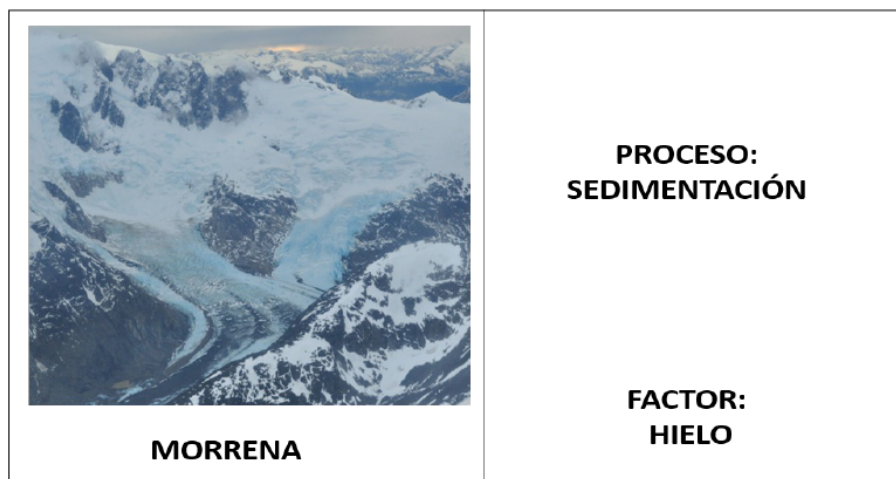 MORRENA
PROCESO:
SEDIMENTACIÓN
FACTOR:
HIELO